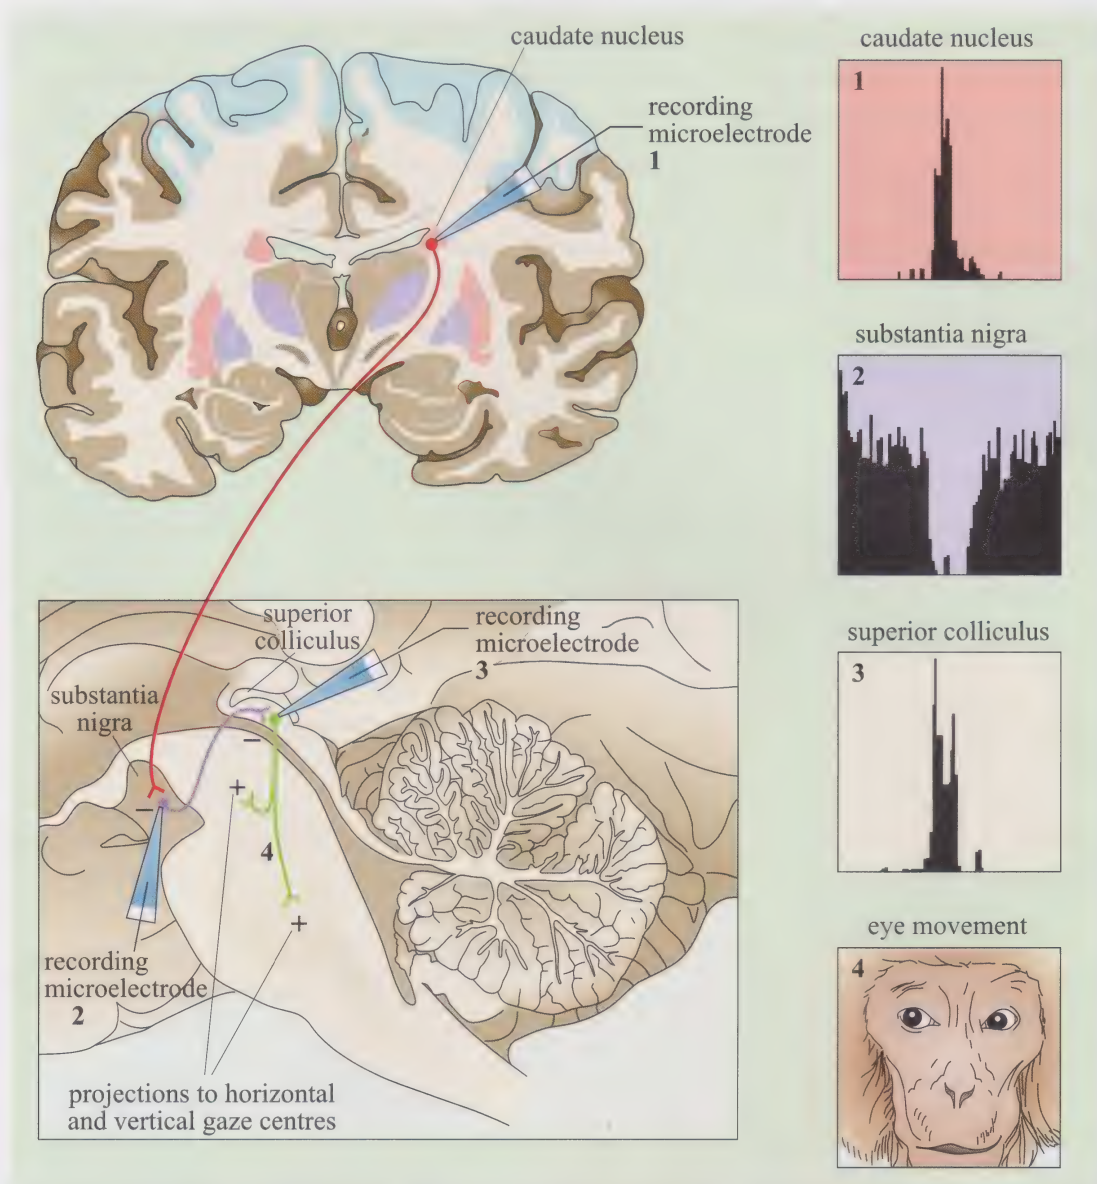 caudate nucleus
recording
microelectrode
1
caudate nucleus
1
substantia nigra
2
superior
colliculus
recording
microelectrode
3
substantia
nigra
–
–
+
4
+
recording
microelectrode
2
projections to horizontal
and vertical gaze centres
superior colliculus
3
eye movement
4